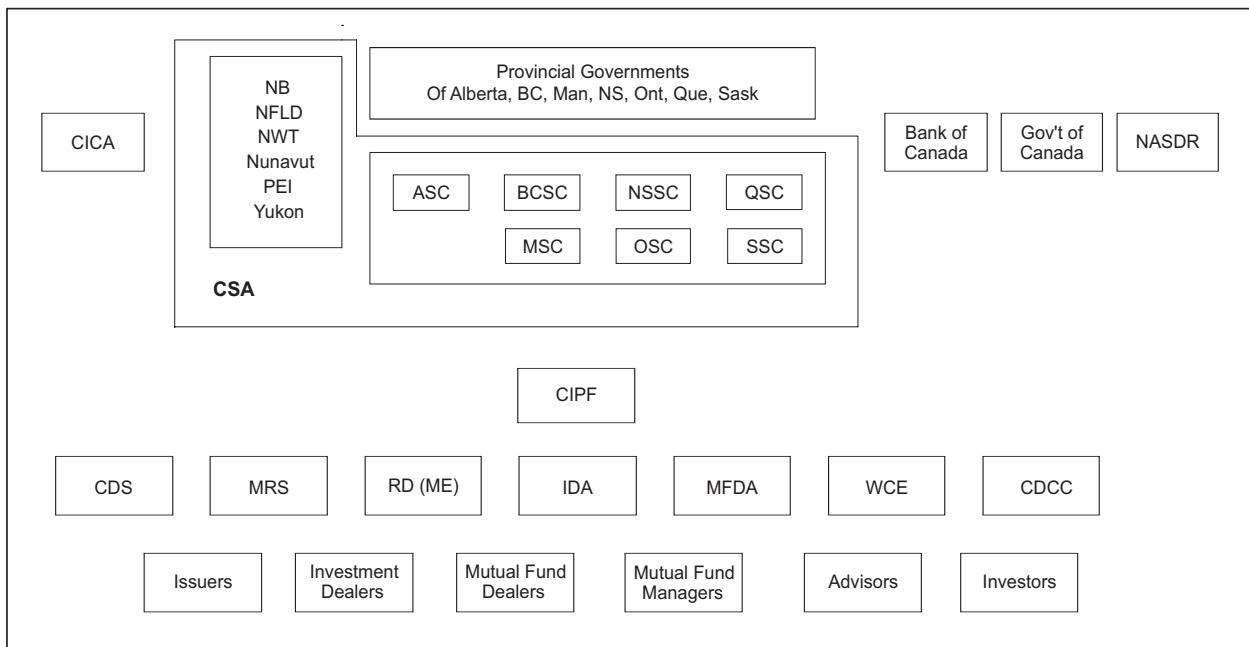 Provincial Governments
Of Alberta, BC, Man, NS, Ont, Que, Sask
NB
NFLD
NWT
Nunavut
PEI
Yukon
CICA
Bank of
Canada
Gov't of
Canada
NASDR
ASC
BCSC
NSSC
QSC
MSC
OSC
SSC
CSA
CIPF
CDS
MRS
RD (ME)
IDA
MFDA
WCE
CDCC
Issuers
Investment
Dealers
Mutual Fund
Dealers
Mutual Fund
Managers
Advisors
Investors